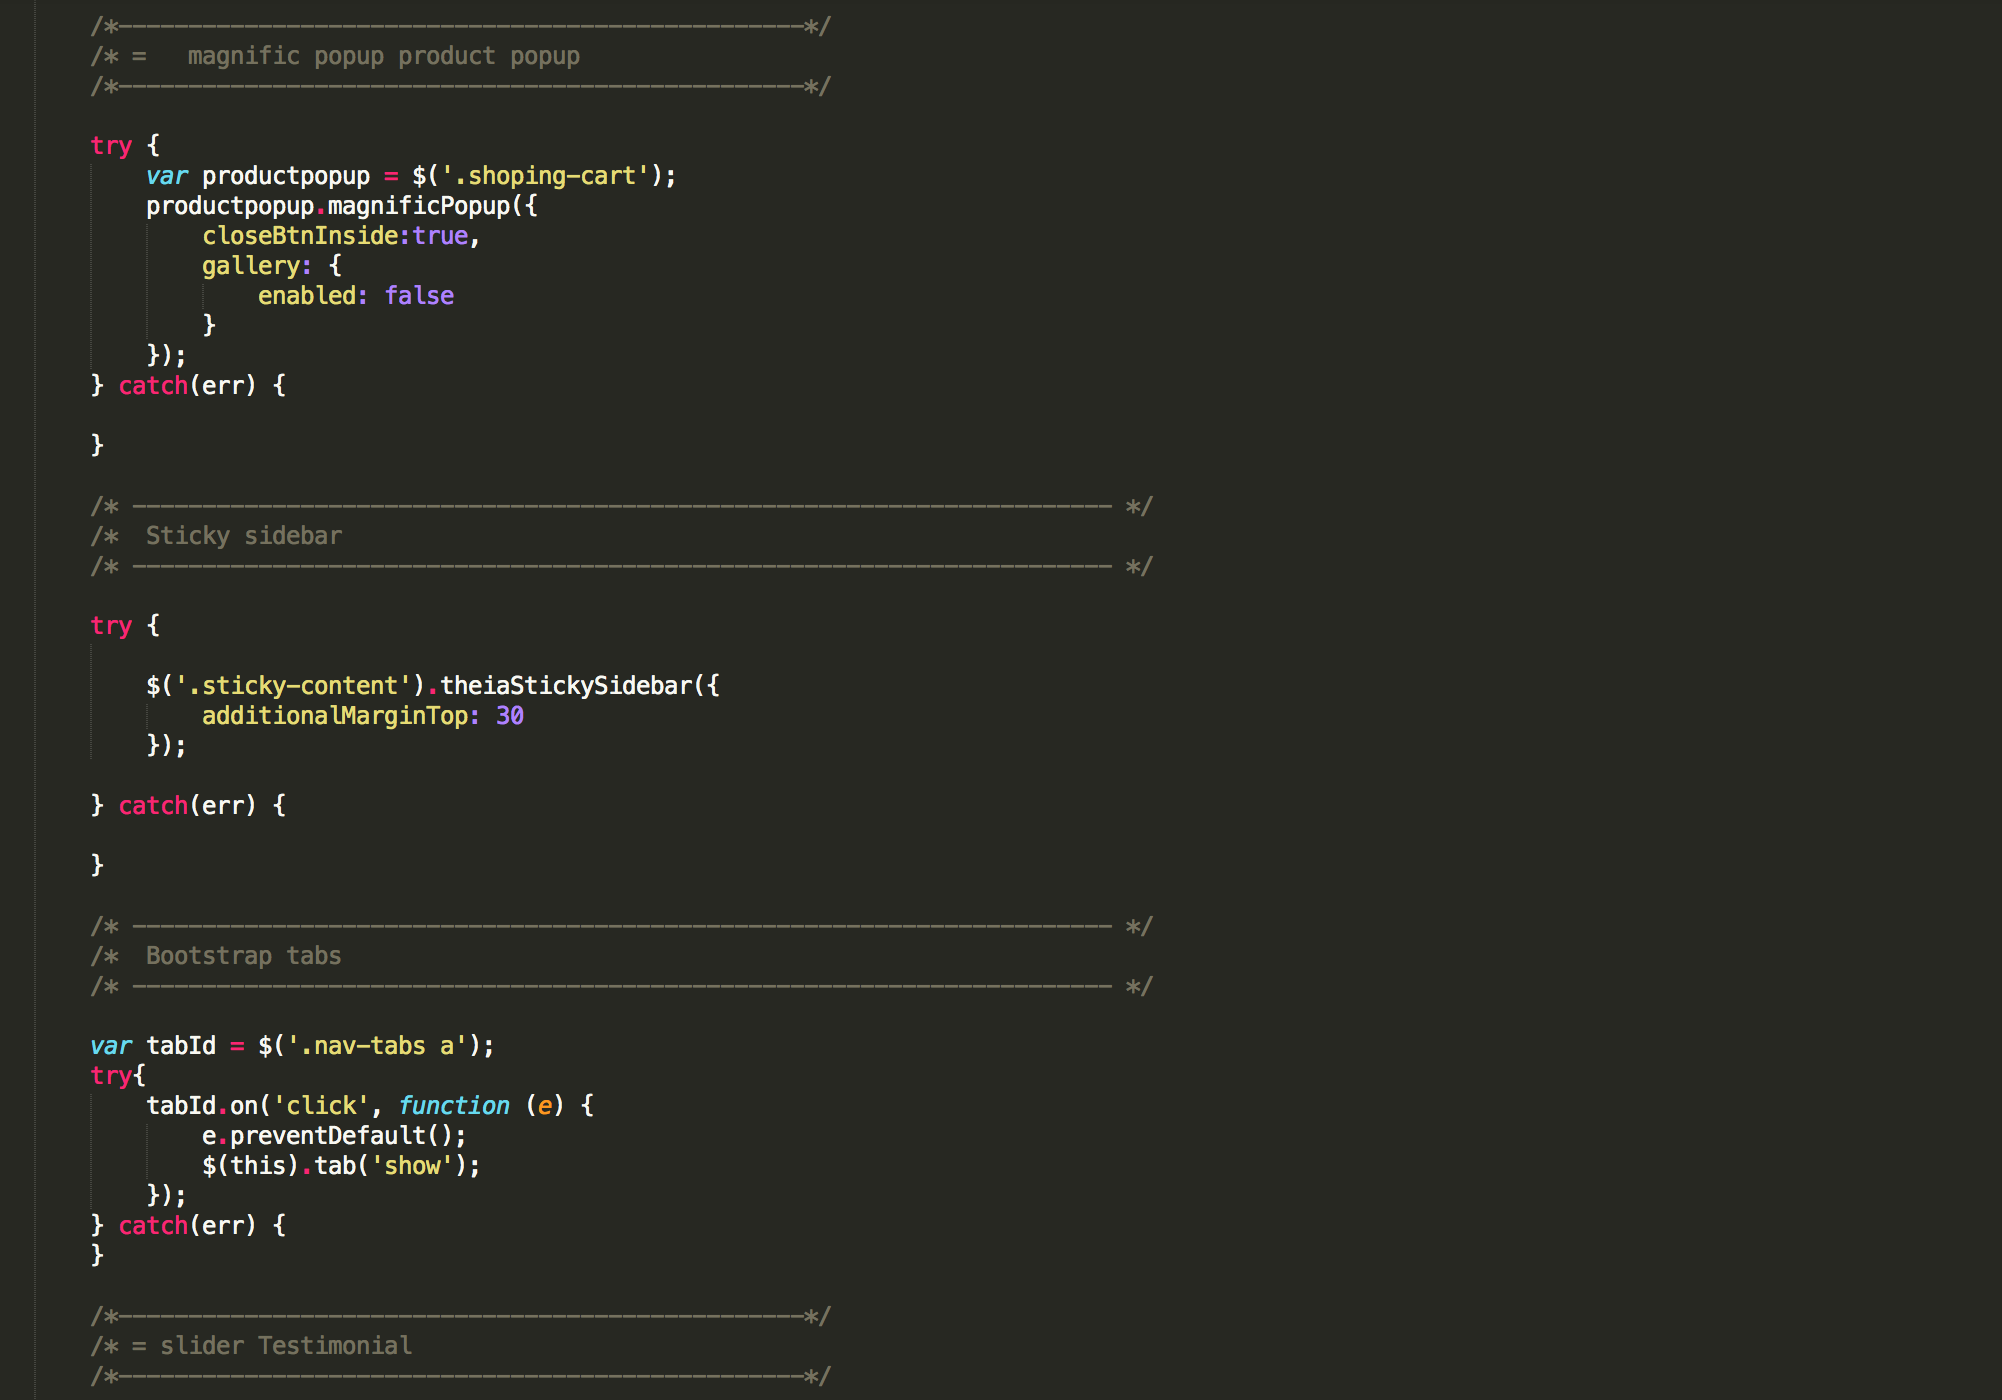 /*-------------------------------------------------*/
/* =   magnific popup product popup
/*-------------------------------------------------*/
try {
    var productpopup = $('.shoping-cart');
    productpopup.magnificPopup({
        closeBtnInside:true,
        gallery: {
            enabled: false
        }
    });
} catch(err) {
}
/* ---------------------------------------------------------------------- */
/*  Sticky sidebar
/* ---------------------------------------------------------------------- */
try {
    $('.sticky-content').theiaStickySidebar({
        additionalMarginTop: 30
    });
} catch(err) {
}
/* ---------------------------------------------------------------------- */
/*  Bootstrap tabs
/* ---------------------------------------------------------------------- */
var tabId = $('.nav-tabs a');
try{
    tabId.on('click', function (e) {
        e.preventDefault();
        $(this).tab('show');
    });
} catch(err) {
}
/*-------------------------------------------------*/
/* = slider Testimonial
/*-------------------------------------------------*/